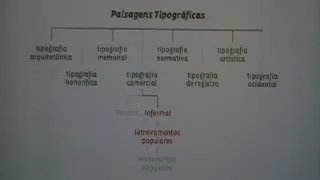 Paisagens Tipográficas
tipografia arquitetônica
tipografia memorial
tipografia normativa
tipografia artística
tipografia honorífica
tipografia comercial
tipografia de registro
tipografia acidental
Formal informal
letreiramentos populares